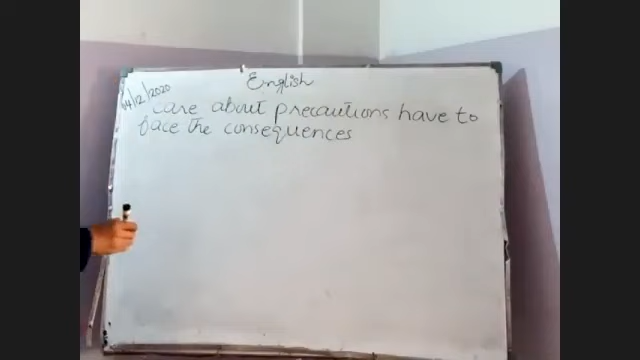 English
4/12/2020
care about precautions have to
face the consequences